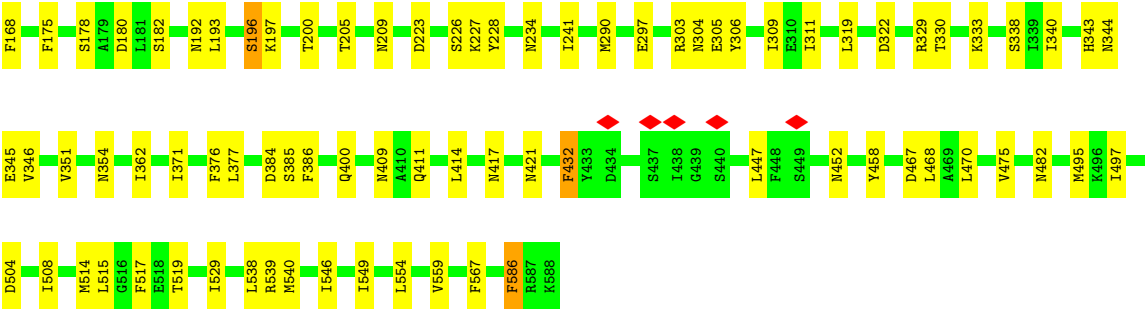 F168 F175 S178 A179 D180 L181 S182 N192 L193 S196 K197 T200 T205 N209 D223 S226 K227 Y228 N234 I241 M290 E297 R303 N304 E305 Y306 I309 E310 I311 L319 D322 R329 T330 K333 S338 I339 I340 H343 N344
E345 V346 V351 N354 I362 I371 F376 L377 D384 S385 F386 Q400 N409 A410 Q411 L414 N417 N421 F432 Y433 D434 S437 I438 G439 S440 L447 F448 S449 N452 Y458 D467 L468 A469 L470 V475 N482 M495 K496 I497
D504 I508 M514 L515 G516 F517 E518 T519 I529 L538 R539 M540 I546 I549 L554 V559 F567 F586 R587 K588